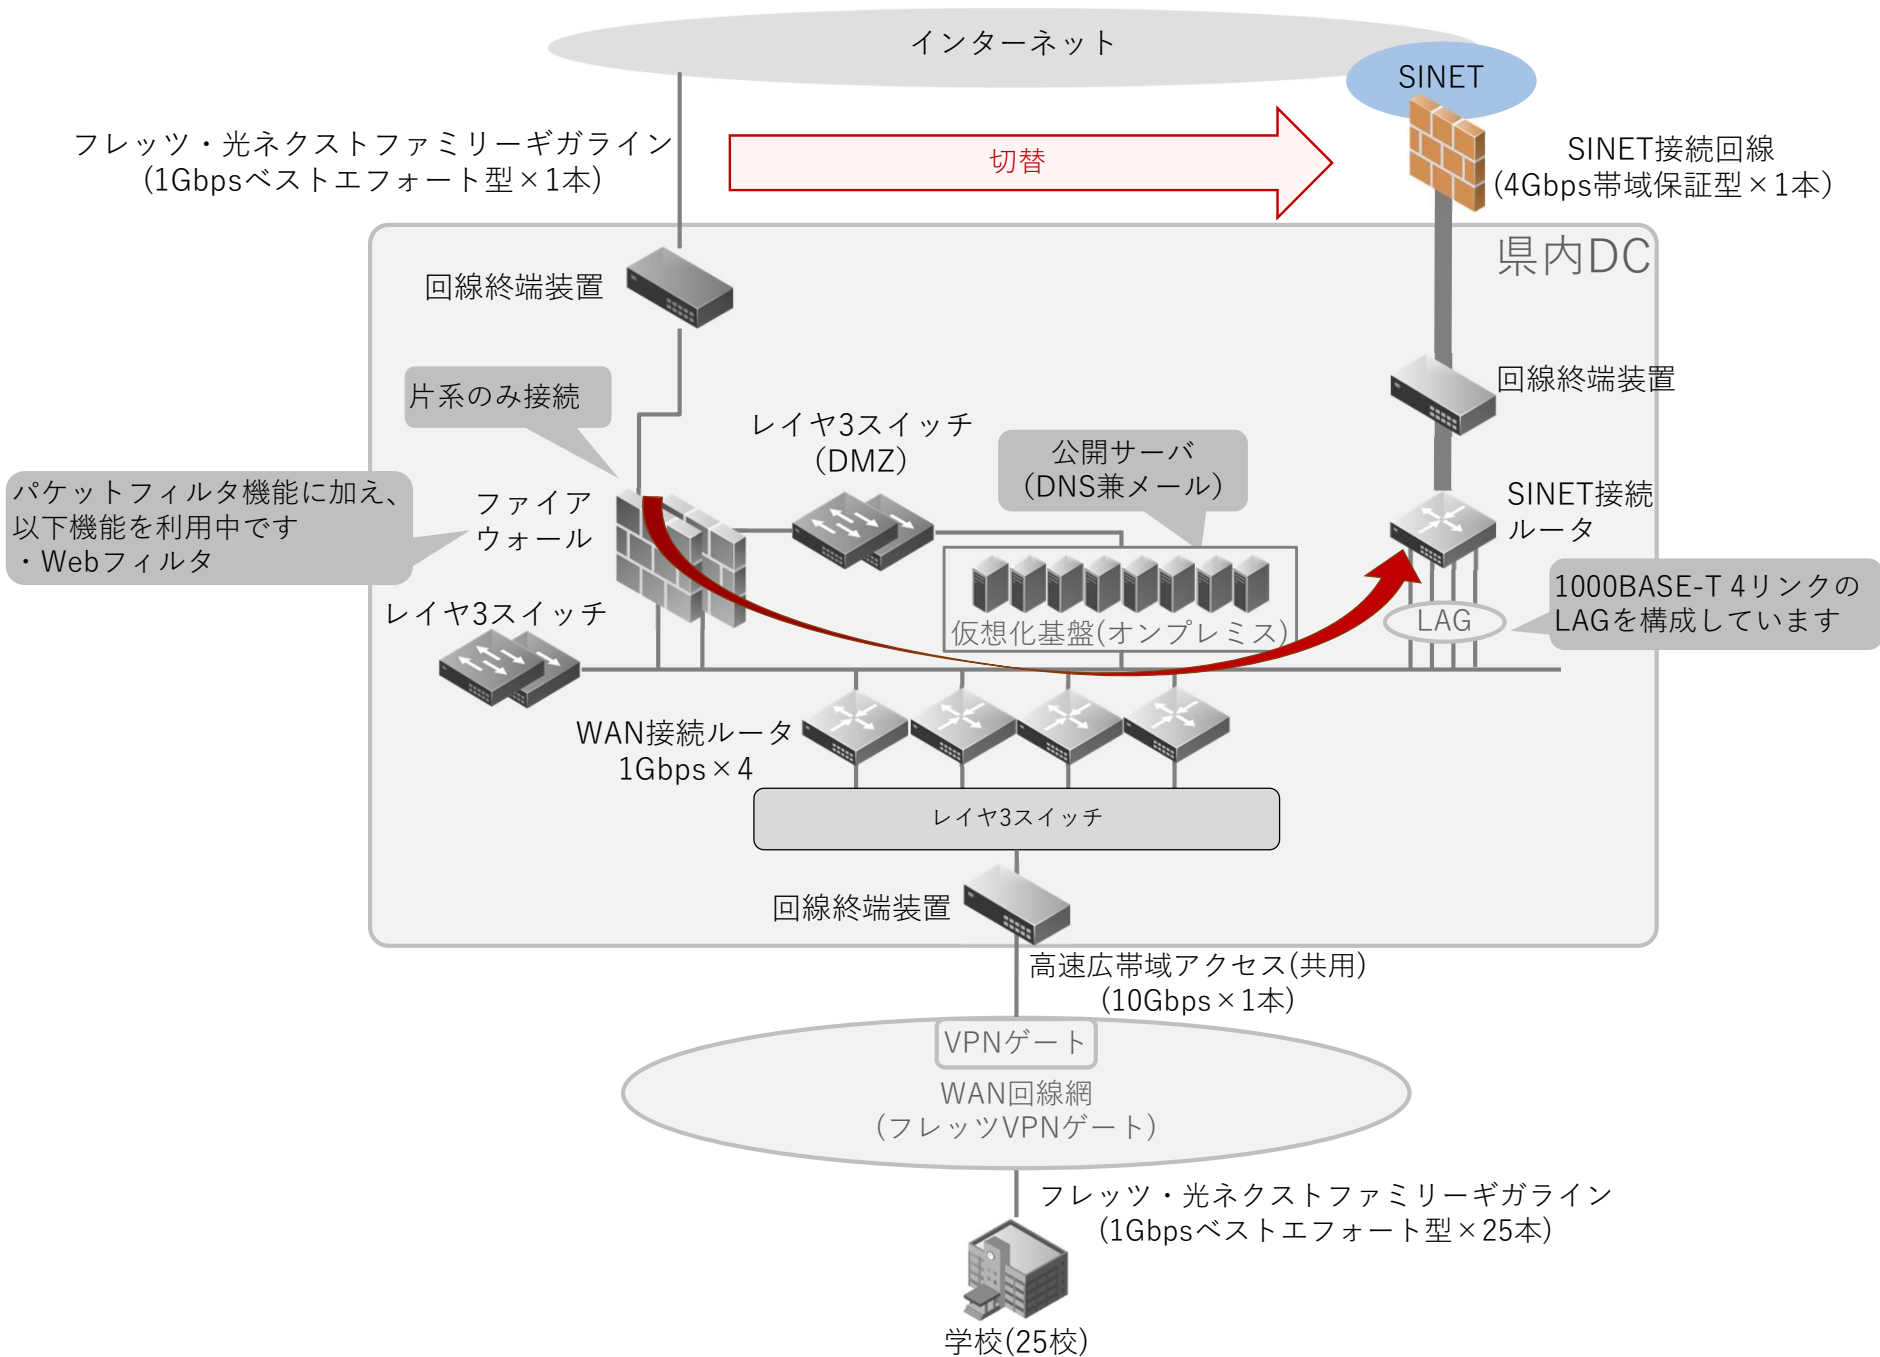 インターネット
SINET
フレッツ・光ネクストファミリーギガライン
(1Gbpsベストエフォート型×1本)
切替
SINET接続回線
(4Gbps帯域保証型×1本)
県内DC
回線終端装置
回線終端装置
片系のみ接続
レイヤ3スイッチ
(DMZ)
公開サーバ
(DNS兼メール)
パケットフィルタ機能に加え、
以下機能を利用中です
・Webフィルタ
ファイア
ウォール
SINET接続
ルータ
レイヤ3スイッチ
仮想化基盤(オンプレミス)
LAG
1000BASE-T 4リンクの
LAGを構成しています
WAN接続ルータ
1Gbps×4
レイヤ3スイッチ
回線終端装置
高速広帯域アクセス(共用)
(10Gbps×1本)
VPNゲート
WAN回線網
(フレッツVPNゲート)
フレッツ・光ネクストファミリーギガライン
(1Gbpsベストエフォート型×25本)
学校(25校)